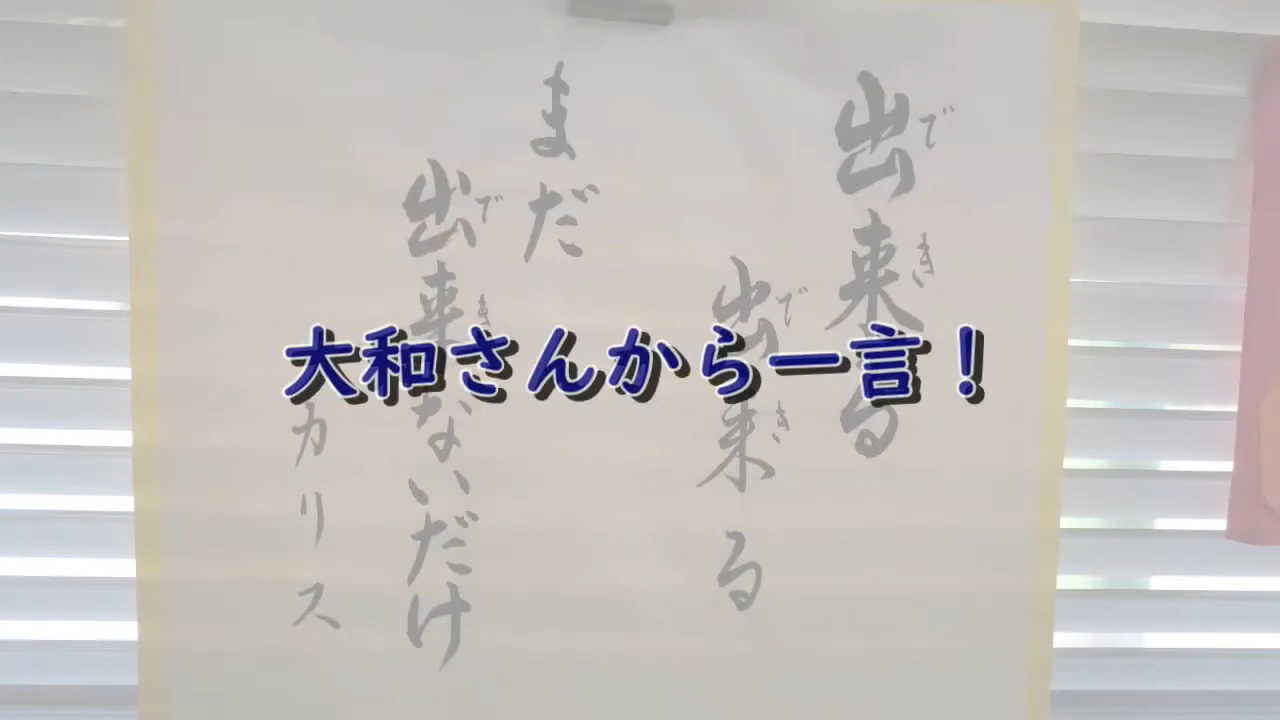 出来る
出来る
まだ
出来ないだけ
カリス
大和さんから一言！